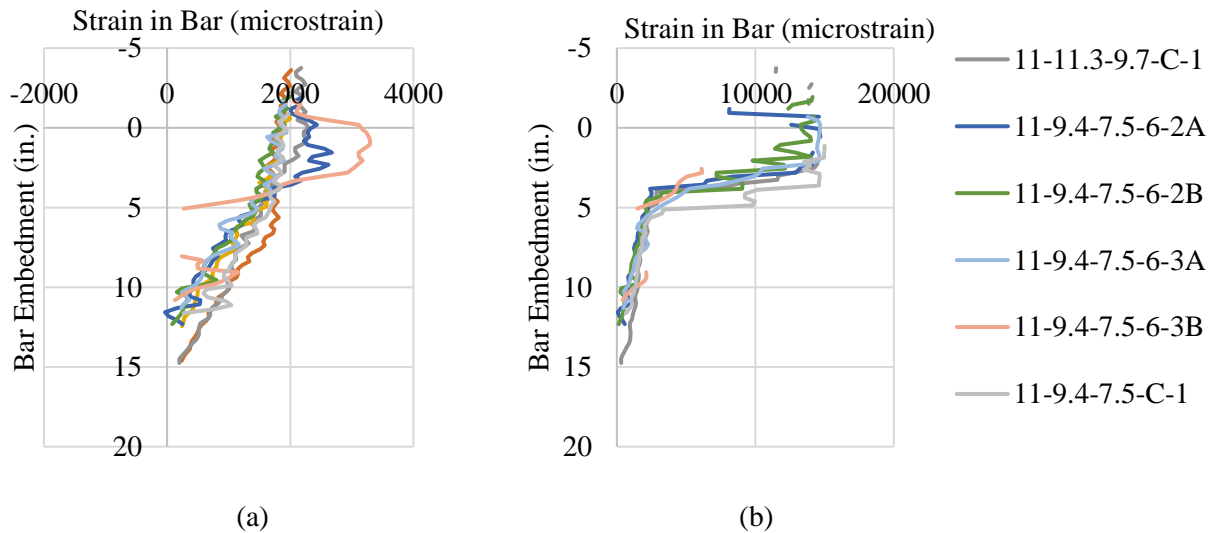 Strain in Bar (microstrain)
-5
-2000 0 2000 4000
0
5
10
15
20
Bar Embedment (in.)
(a)
Strain in Bar (microstrain)
-5
0 10000 20000
0
5
10
15
20
Bar Embedment (in.)
(b)
11-11.3-9.7-C-1
11-9.4-7.5-6-2A
11-9.4-7.5-6-2B
11-9.4-7.5-6-3A
11-9.4-7.5-6-3B
11-9.4-7.5-C-1